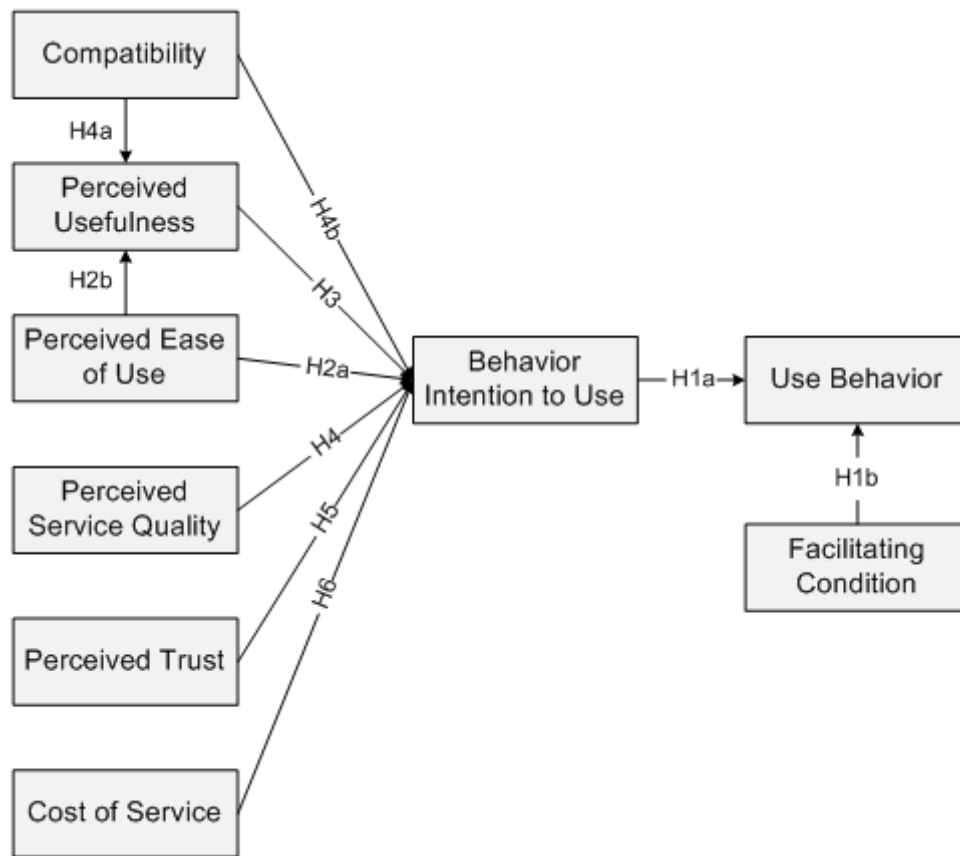 Compatibility
H4a
Perceived
Usefulness
H4b
H2b
H3
Perceived Ease
of Use
H2a
Behavior
Intention to Use
H1a
Use Behavior
H4
Perceived
Service Quality
H1b
H5
Facilitating
Condition
H6
Perceived Trust
Cost of Service